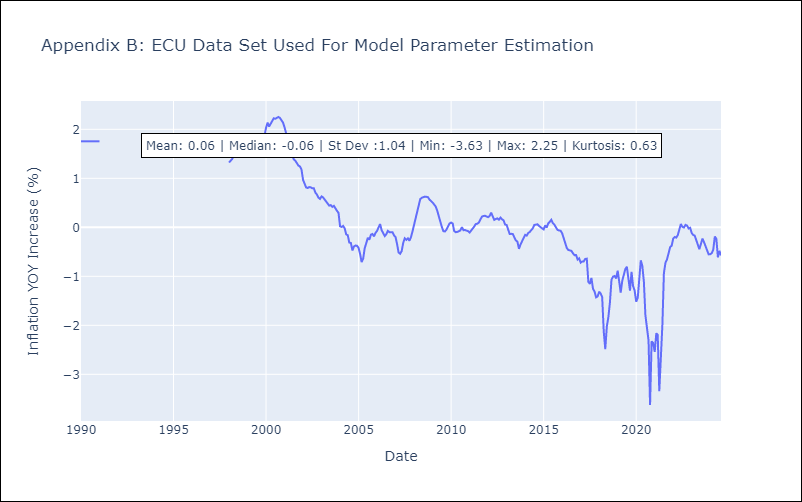 Appendix B: ECU Data Set Used For Model Parameter Estimation
Mean: 0.06 | Median: -0.06 | St Dev :1.04 | Min: -3.63 | Max: 2.25 | Kurtosis: 0.63
Inflation YOY Increase (%)
2
1
0
−1
−2
−3
1990 1995 2000 2005 2010 2015 2020
Date